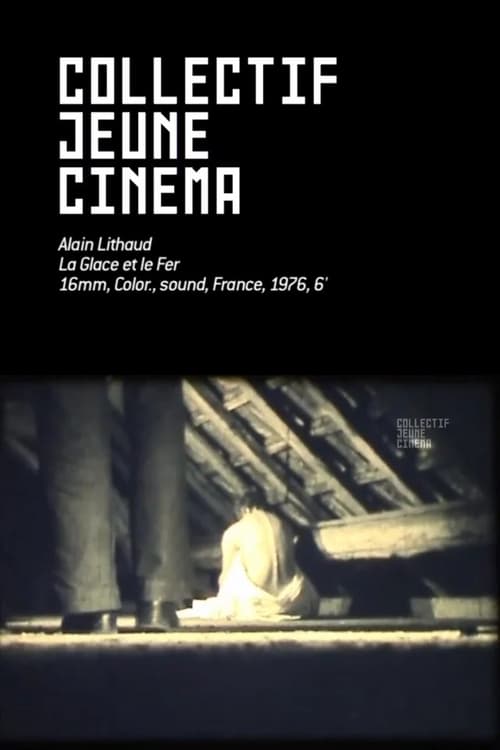 COLLECTIF
JEUNE
CINEMA
Alain Lithaud
La Glace et le Fer
16mm, Color., sound, France, 1976, 6'
COLLECTIF
JEUNE
CINEMA